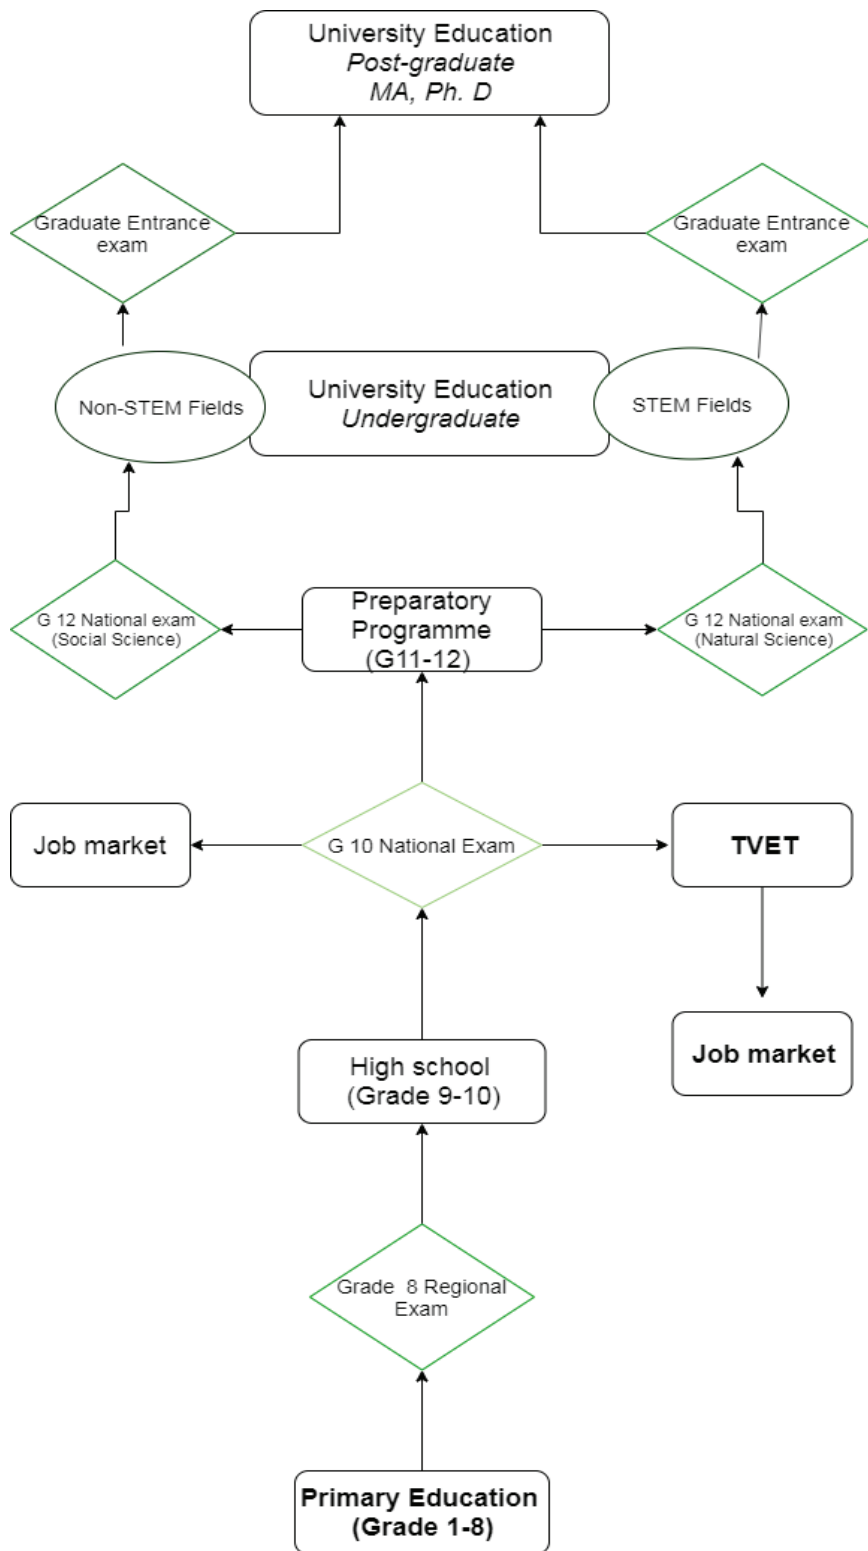 University Education
Post-graduate
MA, Ph. D
Graduate Entrance
exam
Graduate Entrance
exam
Non-STEM Fields
University Education
Undergraduate
STEM Fields
G 12 National exam
(Social Science)
Preparatory
Programme
(G11-12)
G 12 National exam
(Natural Science)
Job market
G 10 National Exam
TVET
Job market
High school
(Grade 9-10)
Grade 8 Regional
Exam
Primary Education
(Grade 1-8)